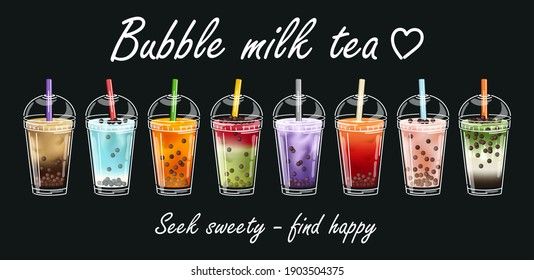 Bubble milk tea♡
Seek sweety - find happy
shutterstock.com · 1903504375